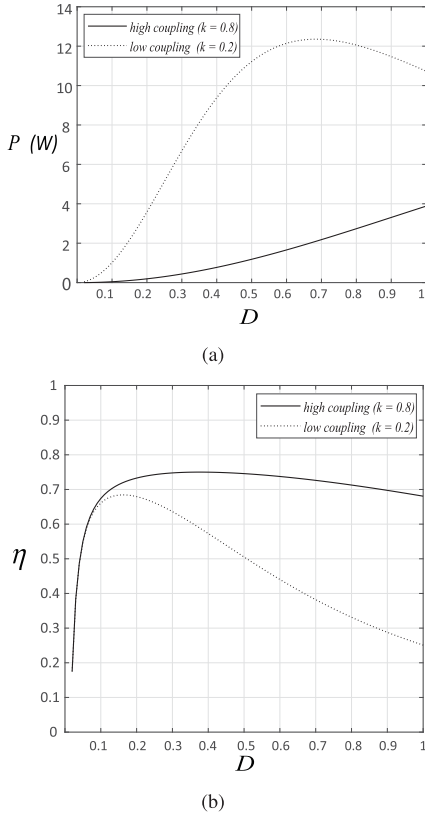 14
12
10
8
6
4
2
0
P (W)
high coupling (k = 0.8)
low coupling (k = 0.2)
0.1 0.2 0.3 0.4 0.5 0.6 0.7 0.8 0.9 1
D
(a)
1
0.9
0.8
0.7
0.6
0.5
0.4
0.3
0.2
0.1
0
η
high coupling (k = 0.8)
low coupling (k = 0.2)
0.1 0.2 0.3 0.4 0.5 0.6 0.7 0.8 0.9 1
D
(b)